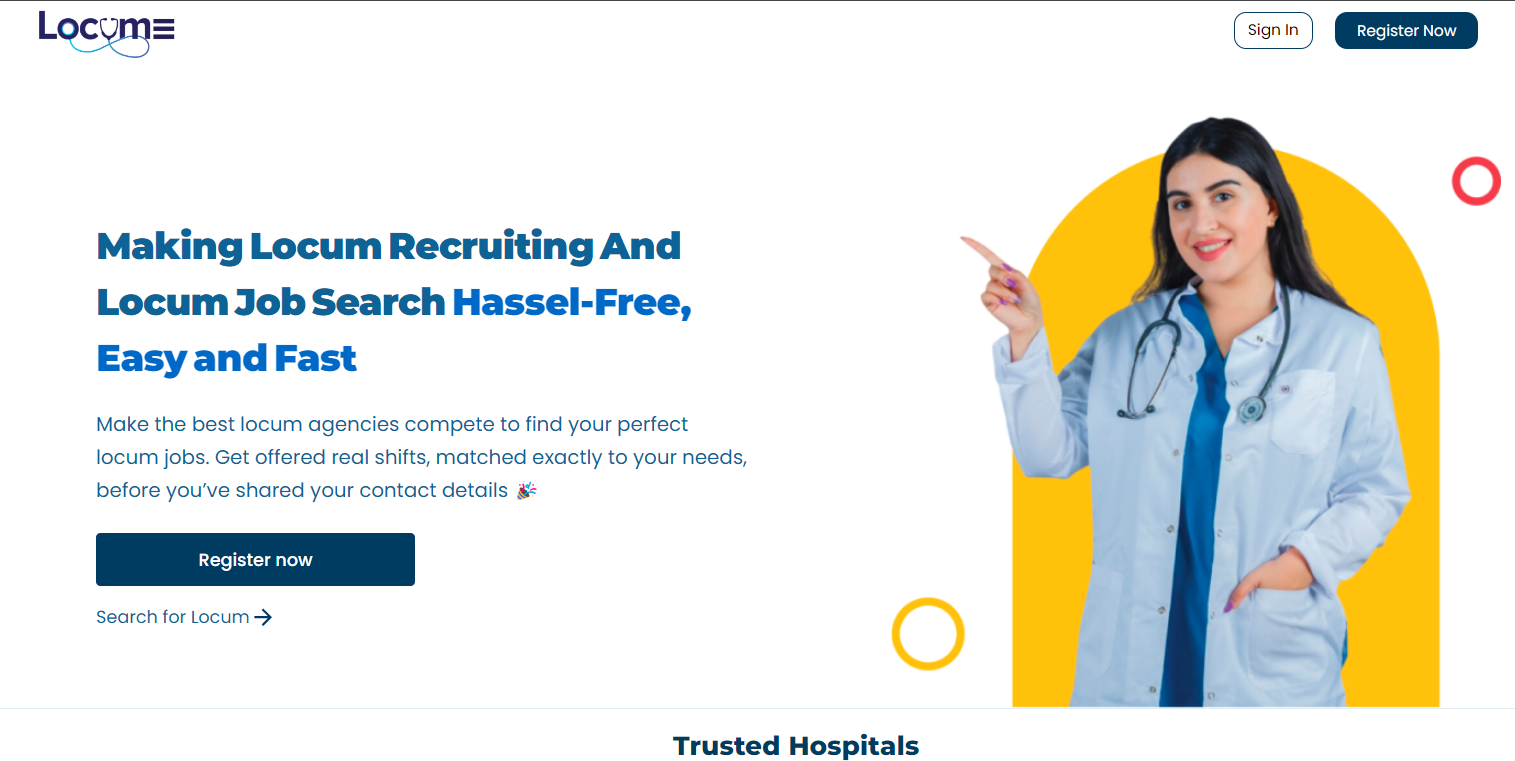 Locume
Sign In
Register Now
Making Locum Recruiting And
Locum Job Search Hassel-Free,
Easy and Fast
Make the best locum agencies compete to find your perfect
locum jobs. Get offered real shifts, matched exactly to your needs,
before you’ve shared your contact details 🎉
Register now
Search for Locum →
Trusted Hospitals